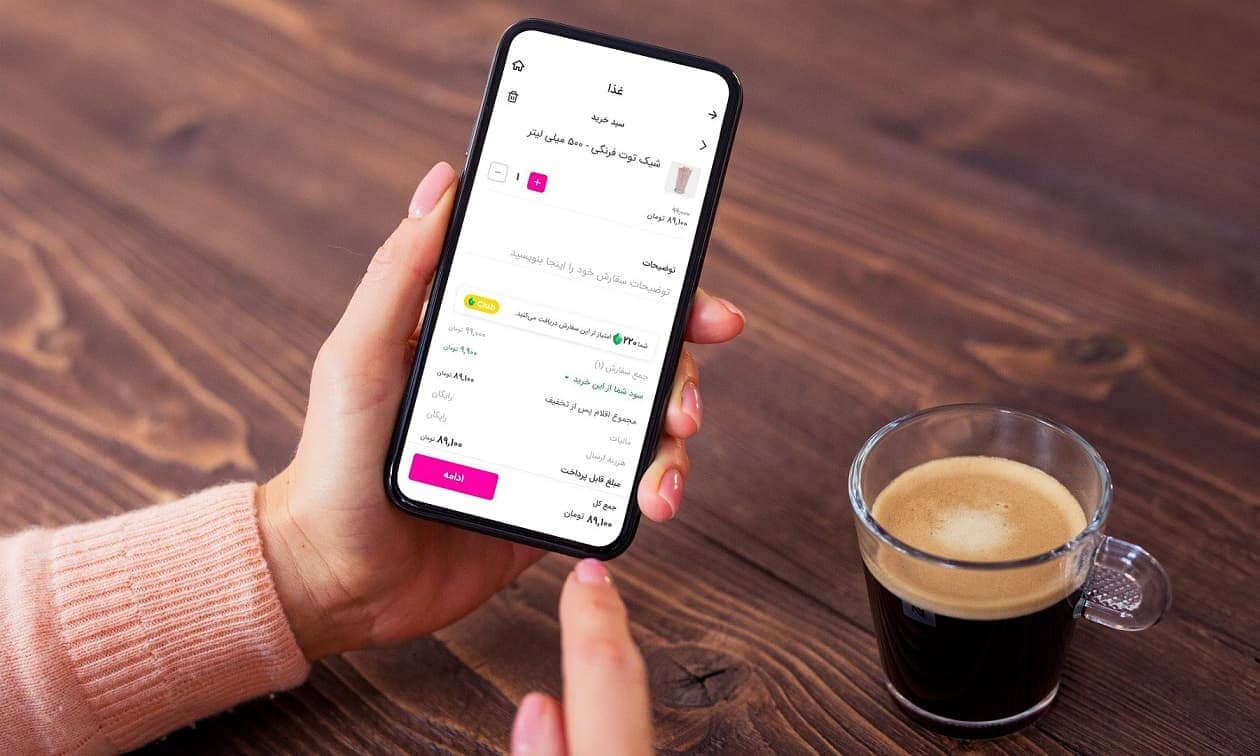 غذا
سبد خرید
شیک توت فرنگی - ۵۰۰ میلی لیتر
+ ۱ −
۹۹,۰۰۰
۸۹,۱۰۰ تومان
توضیحات
توضیحات سفارش خود را اینجا بنویسید
شما ۲۲۰ امتیاز از این سفارش دریافت می‌کنید. Club
جمع سفارش (۱) ۹۹,۰۰۰ تومان
سود شما از این خرید ۹,۹۰۰ تومان
مجموع اقلام پس از تخفیف ۸۹,۱۰۰ تومان
مالیات رایگان
هزینه ارسال رایگان
مبلغ قابل پرداخت ۸۹,۱۰۰ تومان
جمع کل
۸۹,۱۰۰ تومان
ادامه
N